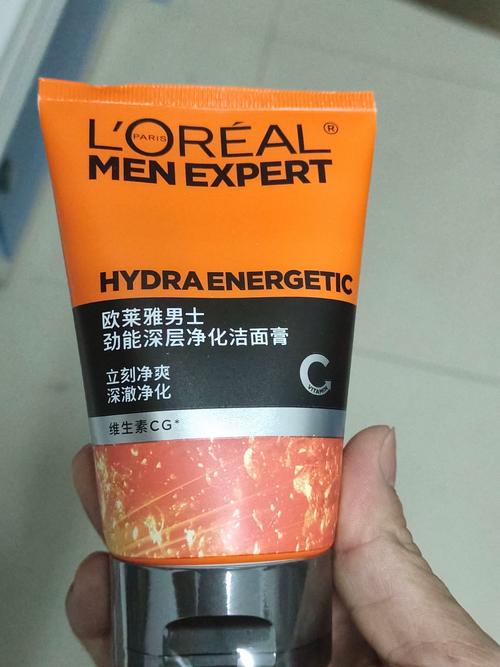 L'ORÉAL®
PARIS
MEN EXPERT
HYDRA ENERGETIC
欧莱雅男士
劲能深层净化洁面膏
立刻净爽
深澈净化
C
VITAMIN
维生素CG*